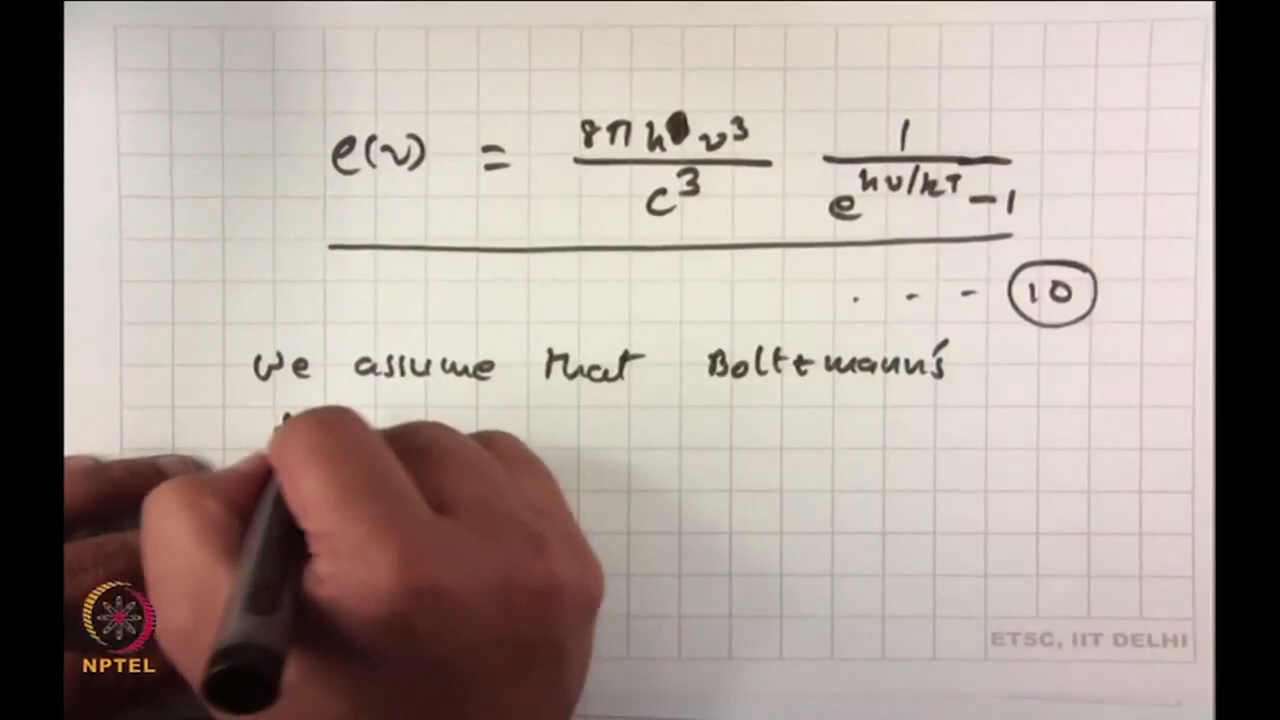 e(ν) = 8πhν³/c³ 1/(e^{hν/kT} - 1)
. - - 10
We assume that Boltzmann's
ETSC, IIT DELHI
NPTEL